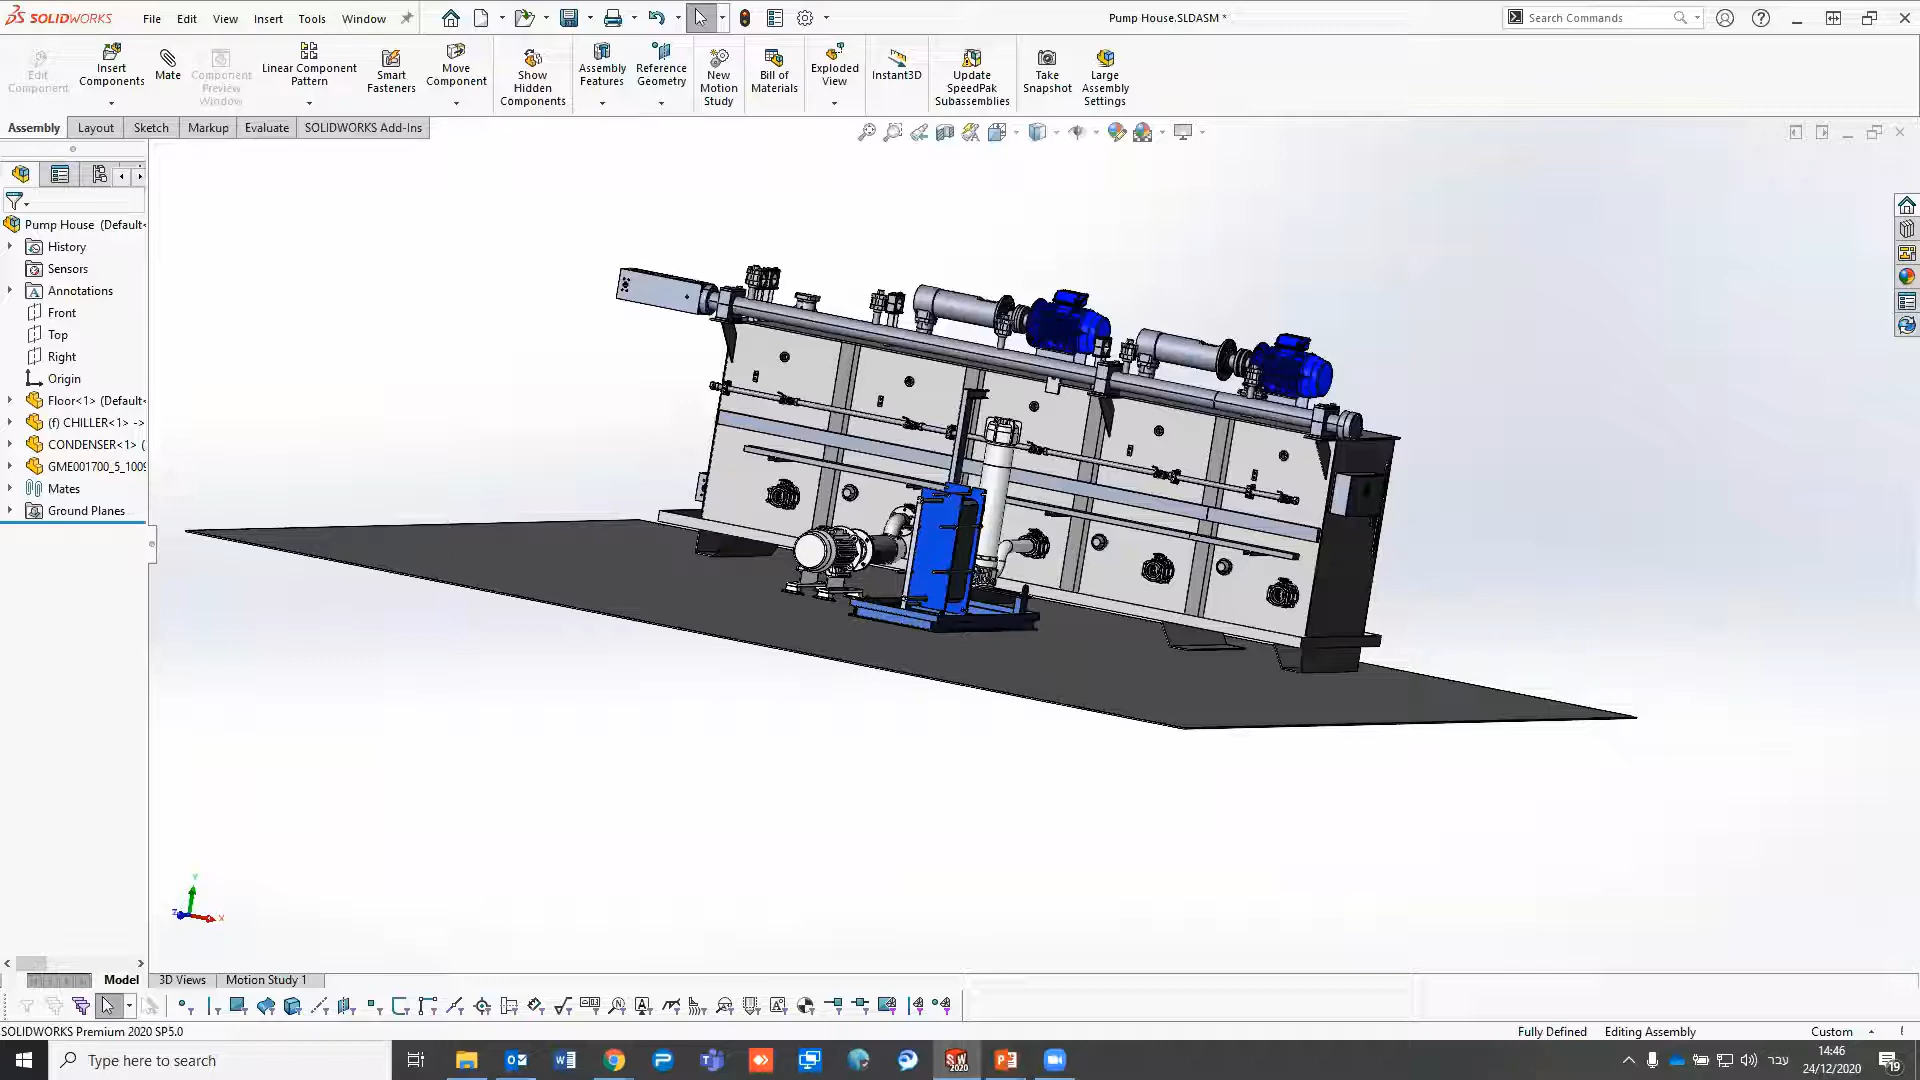 SOLIDWORKS
File Edit View Insert Tools Window
Pump House.SLDASM *
Search Commands
Edit Component
Insert Components
Mate
Component Preview Window
Linear Component Pattern
Smart Fasteners
Move Component
Show Hidden Components
Assembly Features
Reference Geometry
New Motion Study
Bill of Materials
Exploded View
Instant3D
Update SpeedPak Subassemblies
Take Snapshot
Large Assembly Settings
Assembly Layout Sketch Markup Evaluate SOLIDWORKS Add-Ins
Pump House (Default<
History
Sensors
Annotations
Front
Top
Right
Origin
Floor<1> (Default<
(f) CHILLER<1> ->
CONDENSER<1> (
GME001700_5_1009
Mates
Ground Planes
Y
Z
X
Model 3D Views Motion Study 1
SOLIDWORKS Premium 2020 SP5.0
Fully Defined Editing Assembly Custom
Type here to search
SW 2020
עבר
14:46
24/12/2020
19